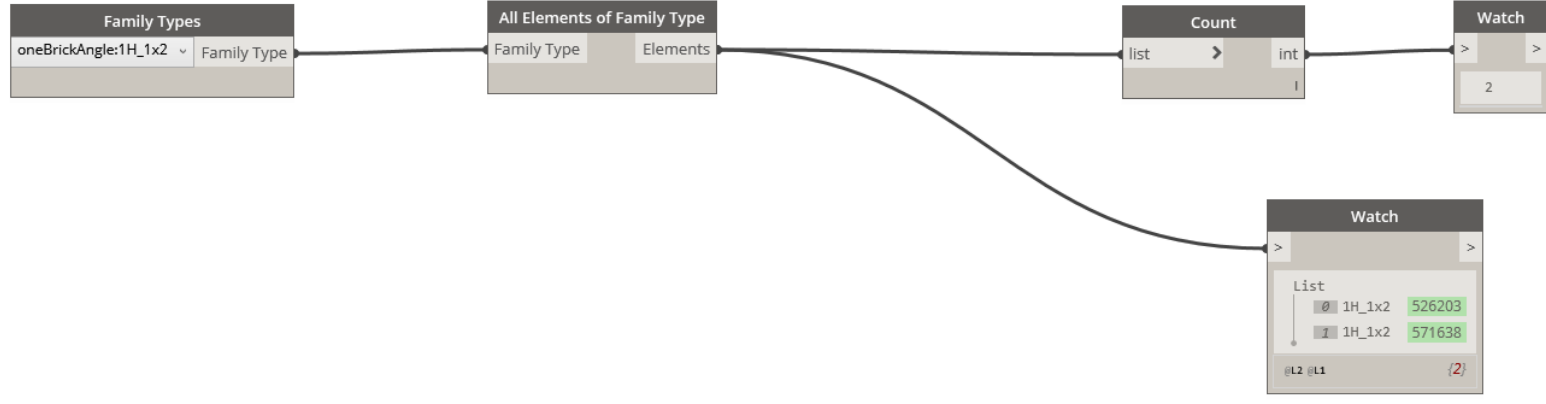 Family Types
oneBrickAngle:1H_1x2
Family Type
All Elements of Family Type
Family Type
Elements
Count
list
>
int
l
Watch
>
>
2
Watch
>
>
List
0 1H_1x2 526203
1 1H_1x2 571638
@L2 @L1
{2}